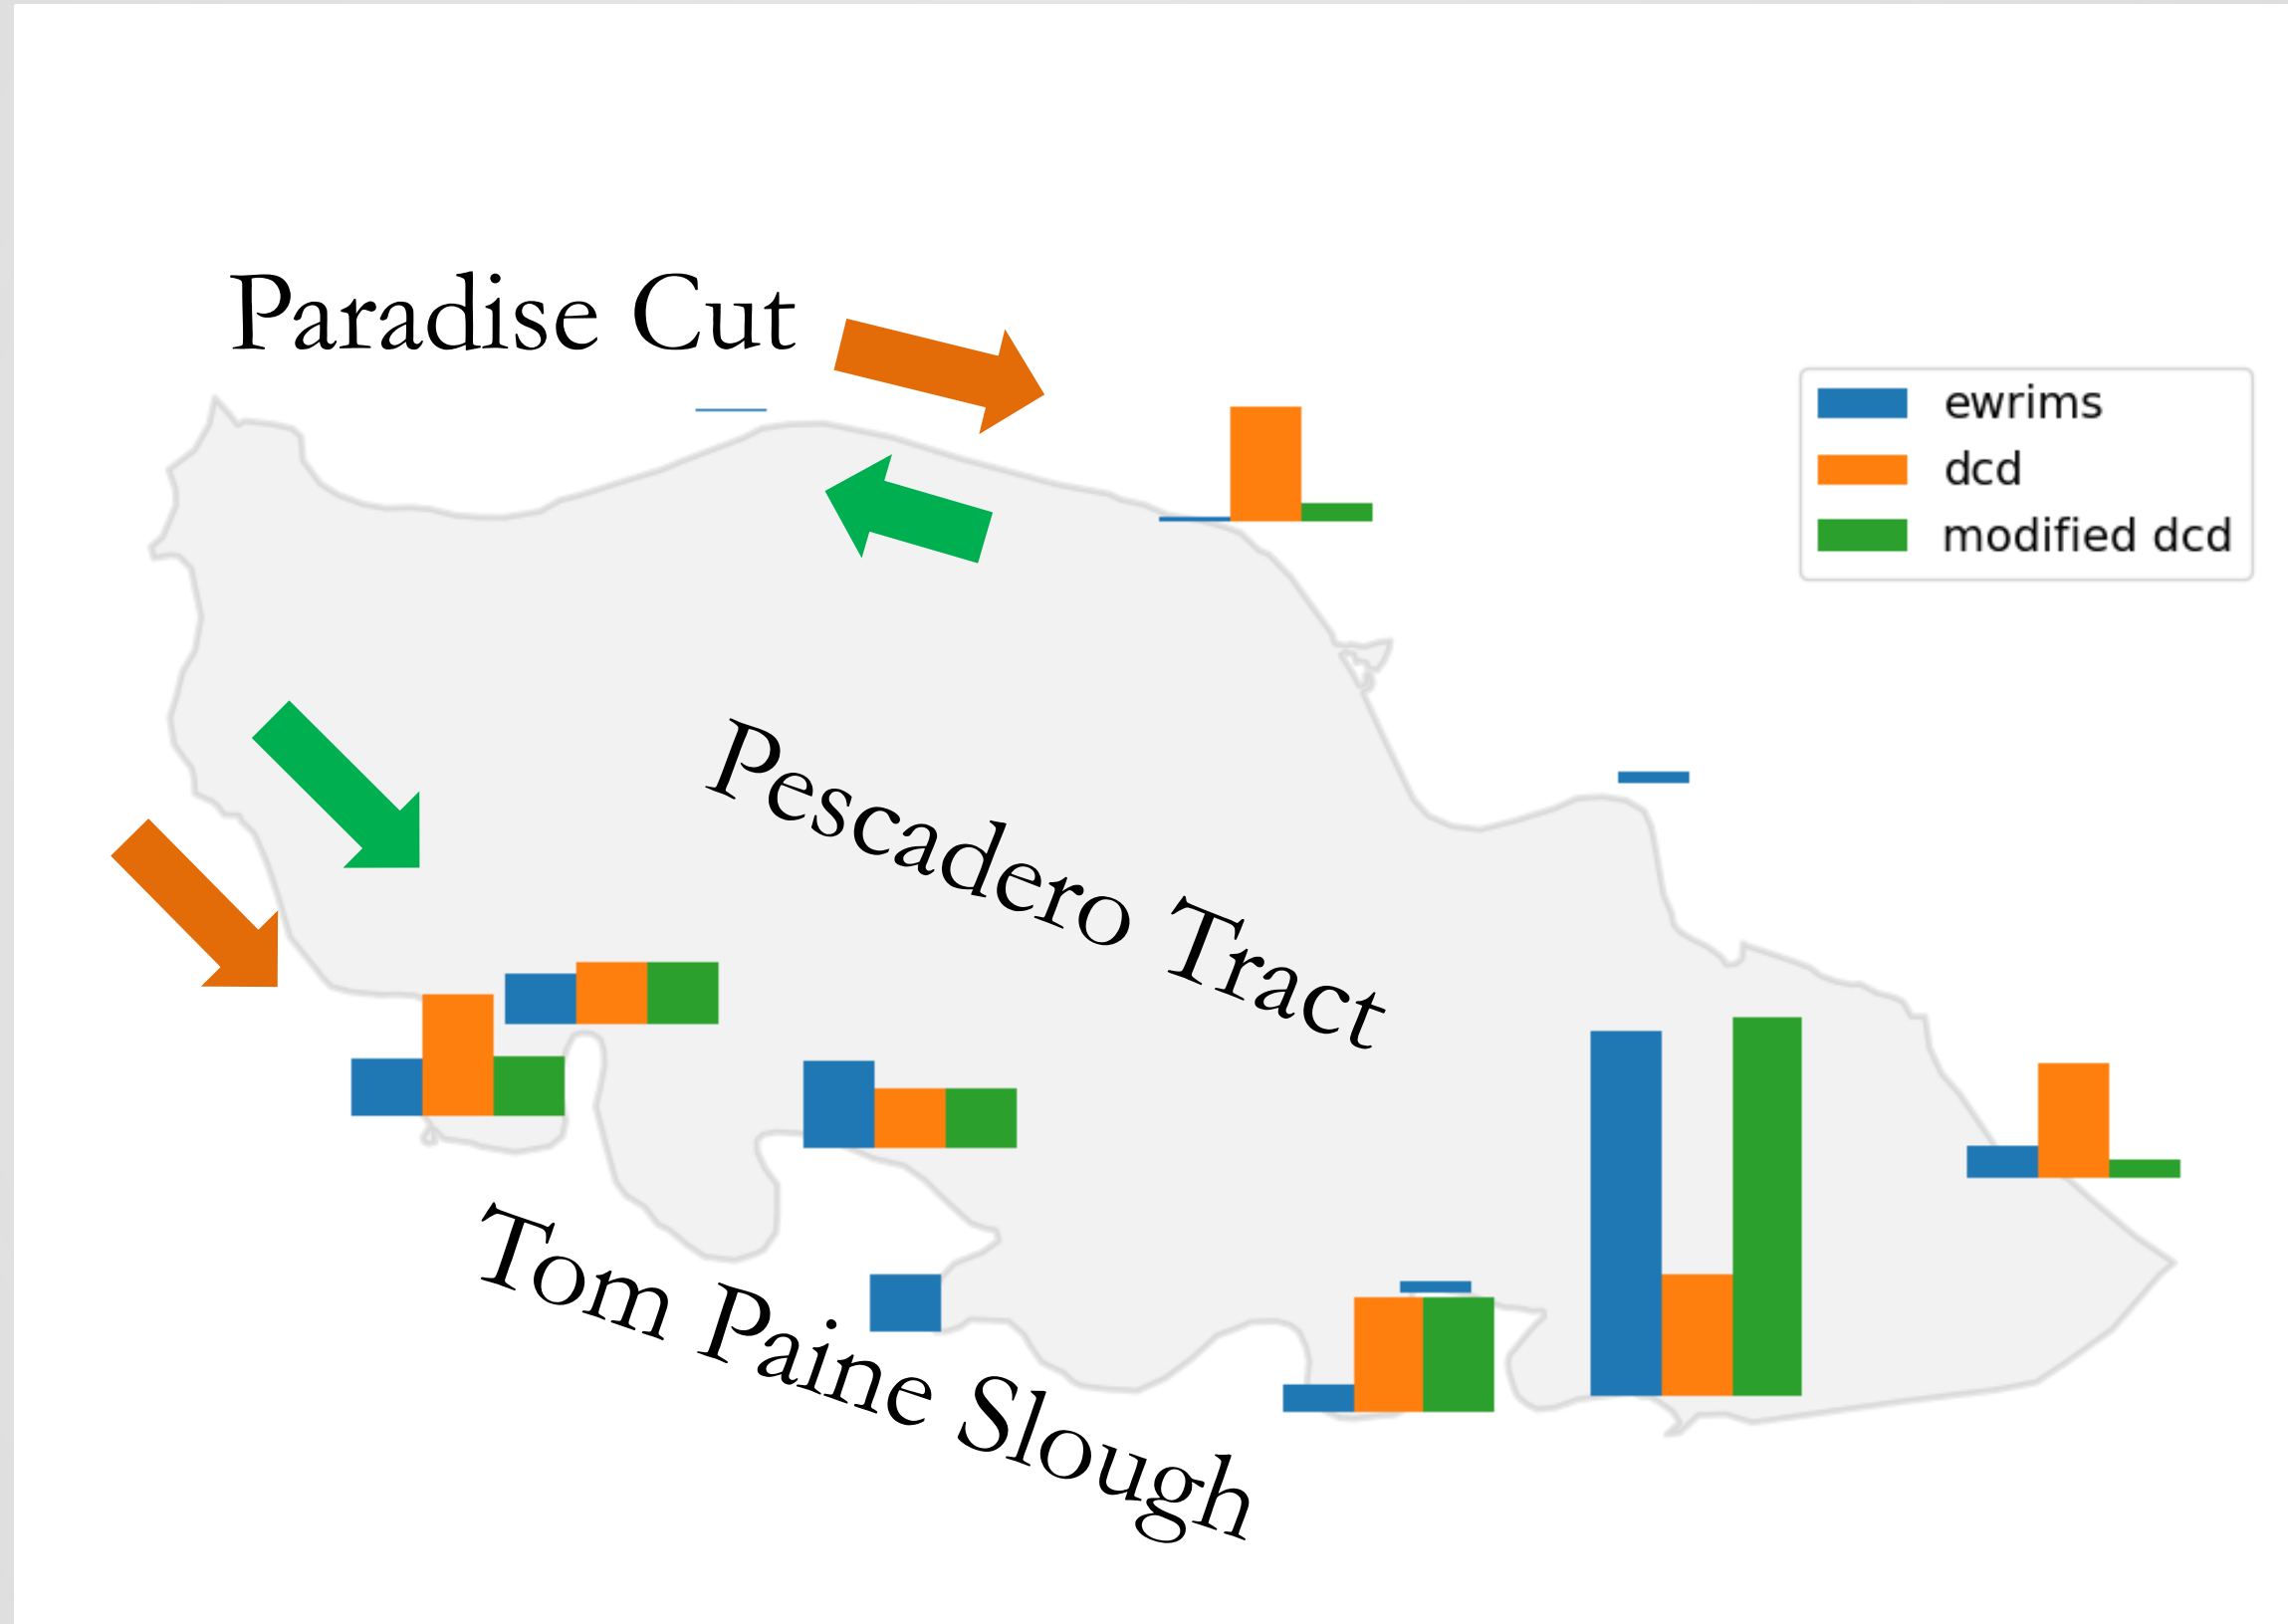 Paradise Cut
ewrims
dcd
modified dcd
Pescadero Tract
Tom Paine Slough